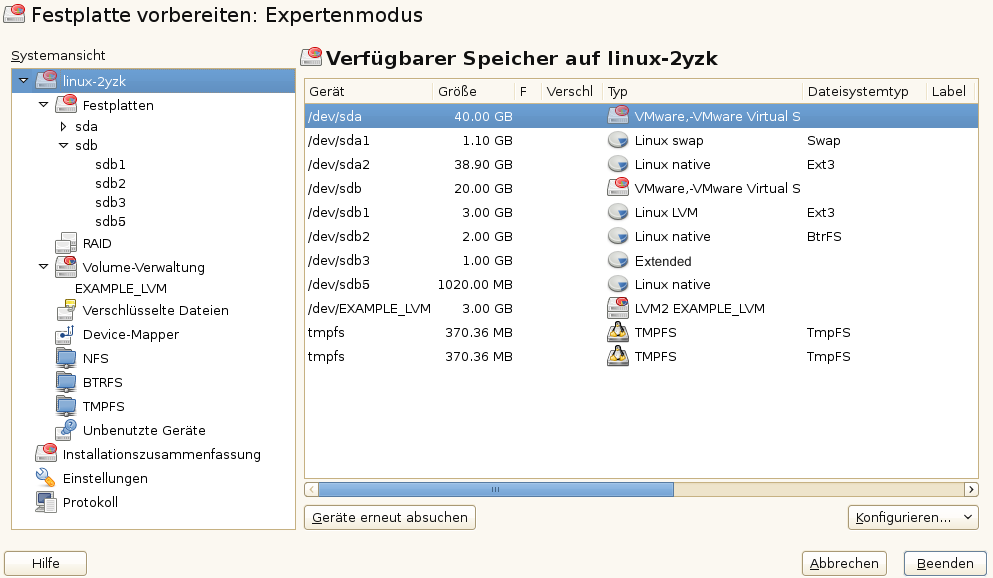 Festplatte vorbereiten: Expertenmodus
Systemansicht
linux-2yzk
Festplatten
sda
sdb
sdb1
sdb2
sdb3
sdb5
RAID
Volume-Verwaltung
EXAMPLE_LVM
Verschlüsselte Dateien
Device-Mapper
NFS
BTRFS
TMPFS
Unbenutzte Geräte
Installationszusammenfassung
Einstellungen
Protokoll
Verfügbarer Speicher auf linux-2yzk
Gerät Größe F Verschl Typ Dateisystemtyp Label
/dev/sda 40.00 GB VMware,-VMware Virtual S
/dev/sda1 1.10 GB Linux swap Swap
/dev/sda2 38.90 GB Linux native Ext3
/dev/sdb 20.00 GB VMware,-VMware Virtual S
/dev/sdb1 3.00 GB Linux LVM Ext3
/dev/sdb2 2.00 GB Linux native BtrFS
/dev/sdb3 1.00 GB Extended
/dev/sdb5 1020.00 MB Linux native
/dev/EXAMPLE_LVM 3.00 GB LVM2 EXAMPLE_LVM
tmpfs 370.36 MB TMPFS TmpFS
tmpfs 370.36 MB TMPFS TmpFS
Geräte erneut absuchen Konfigurieren...
Hilfe Abbrechen Beenden